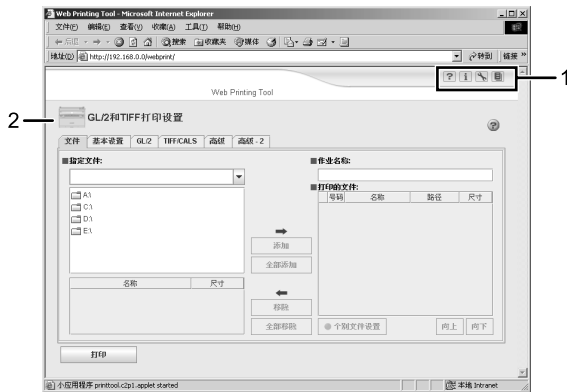 Web Printing Tool - Microsoft Internet Explorer
文件(F) 编辑(E) 查看(V) 收藏(A) 工具(T) 帮助(H)
后退 搜索 收藏夹 媒体
地址(D) http://192.168.0.0/webprint/ 转到 链接 »
1
Web Printing Tool
2
GL/2和TIFF打印设置
文件 基本设置 GL/2 TIFF/CALS 高级 高级 - 2
■指定文件: ■作业名称:
■打印的文件:
号码 名称 路径 尺寸
A:\
C:\
D:\
E:\
添加
全部添加
名称 尺寸
移除
全部移除 个别文件设置 向上 向下
打印
小应用程序 printtool.c2p1.applet started 本地 Intranet